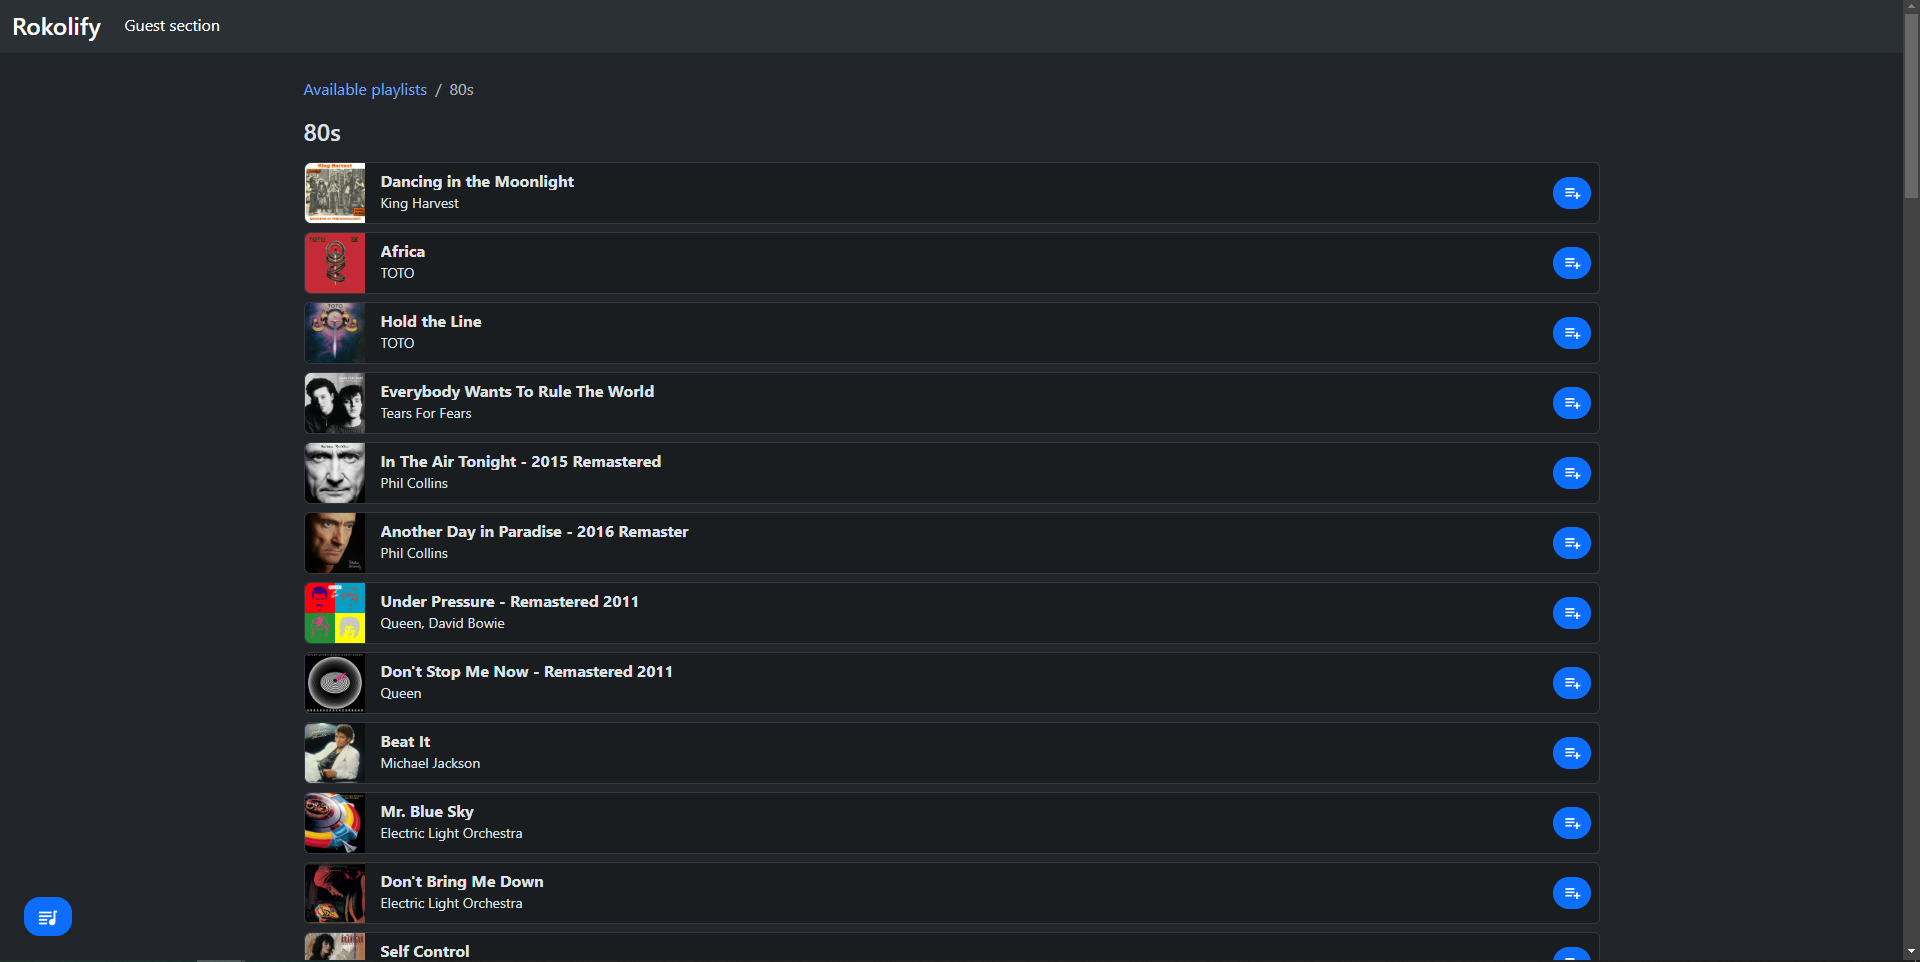 Rokolify Guest section
Available playlists / 80s
80s
Dancing in the Moonlight
King Harvest
Africa
TOTO
Hold the Line
TOTO
Everybody Wants To Rule The World
Tears For Fears
In The Air Tonight - 2015 Remastered
Phil Collins
Another Day in Paradise - 2016 Remaster
Phil Collins
Under Pressure - Remastered 2011
Queen, David Bowie
Don't Stop Me Now - Remastered 2011
Queen
Beat It
Michael Jackson
Mr. Blue Sky
Electric Light Orchestra
Don't Bring Me Down
Electric Light Orchestra
Self Control